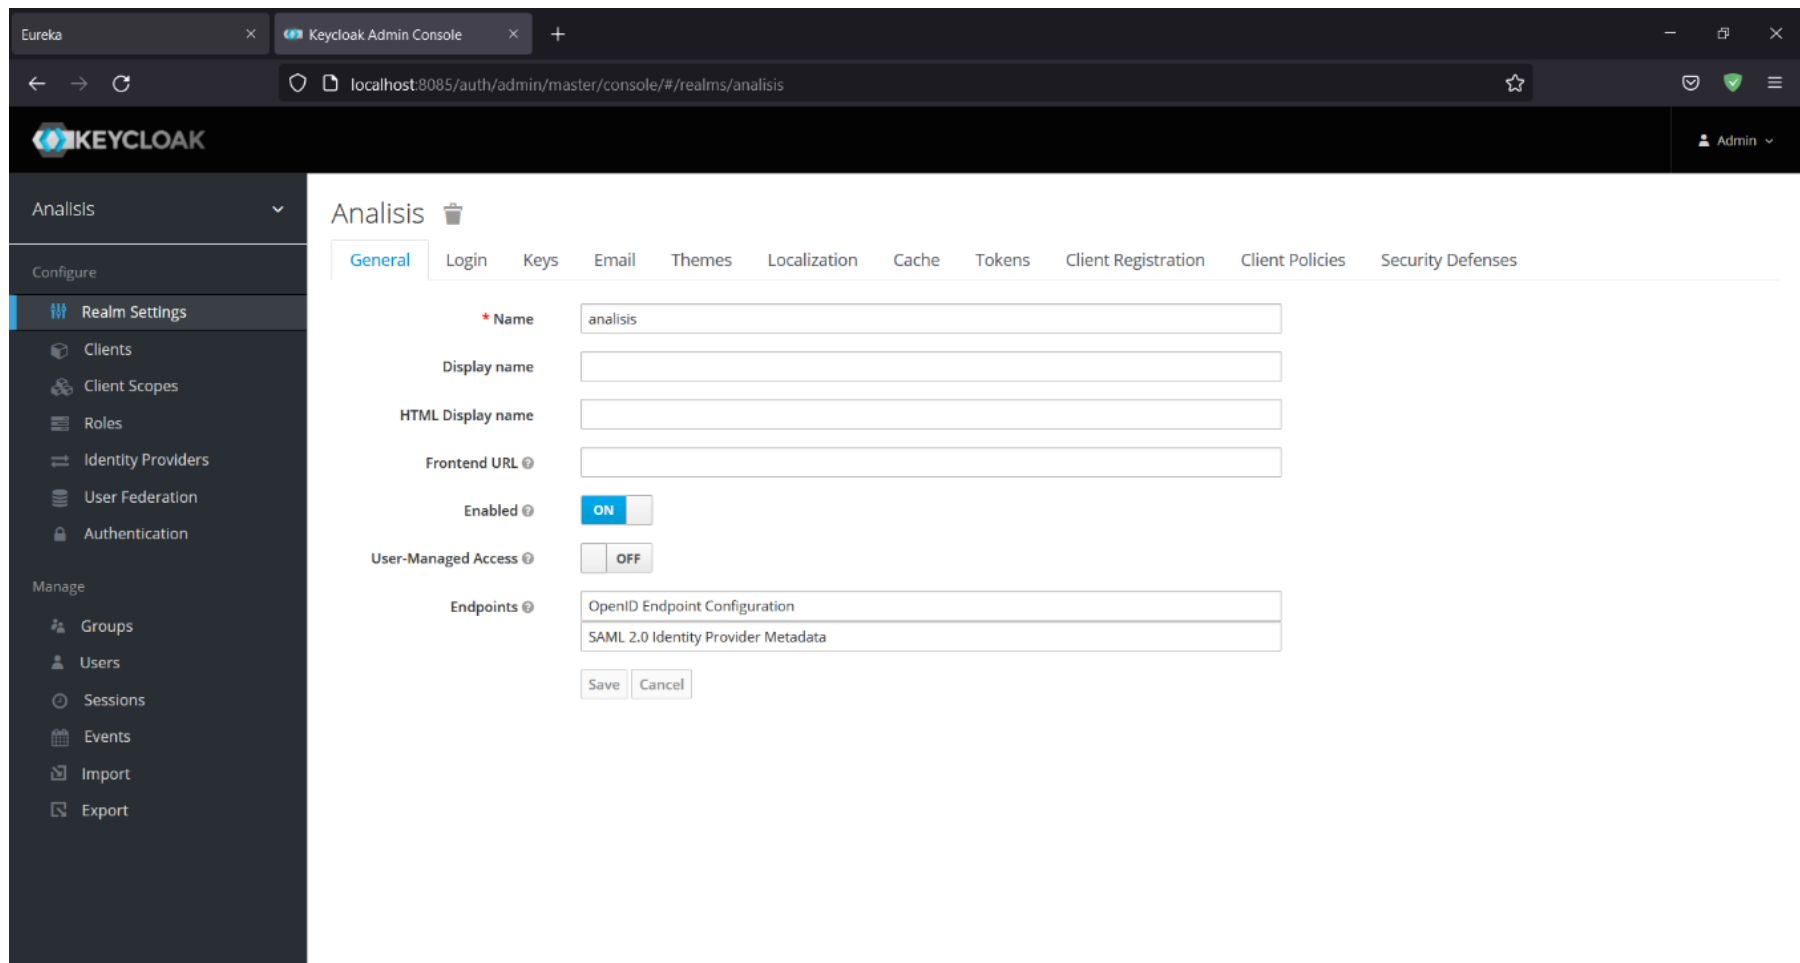 Eureka
Keycloak Admin Console
localhost:8085/auth/admin/master/console/#/realms/analisis
KEYCLOAK
Admin
Analisis
Configure
Realm Settings
Clients
Client Scopes
Roles
Identity Providers
User Federation
Authentication
Manage
Groups
Users
Sessions
Events
Import
Export
Analisis
General Login Keys Email Themes Localization Cache Tokens Client Registration Client Policies Security Defenses
* Name analisis
Display name
HTML Display name
Frontend URL
Enabled ON
User-Managed Access OFF
Endpoints OpenID Endpoint Configuration
SAML 2.0 Identity Provider Metadata
Save Cancel